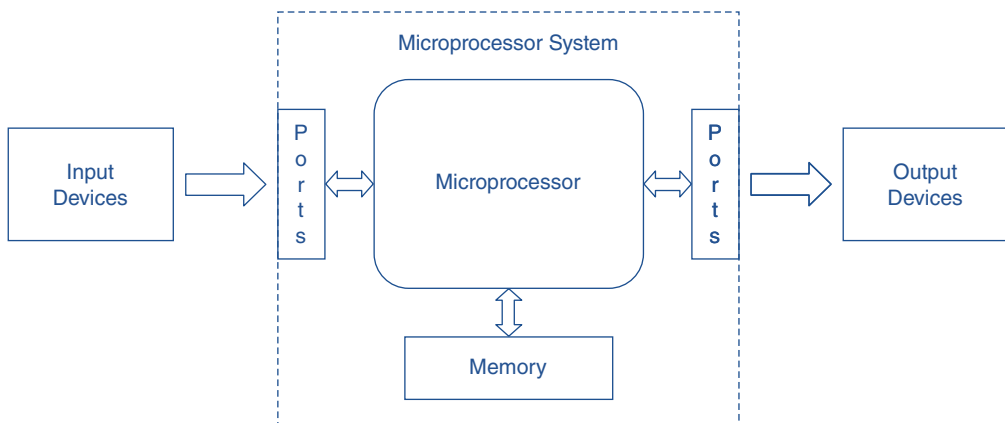 Microprocessor System
Input
Devices
P
o
r
t
s
Microprocessor
P
o
r
t
s
Output
Devices
Memory